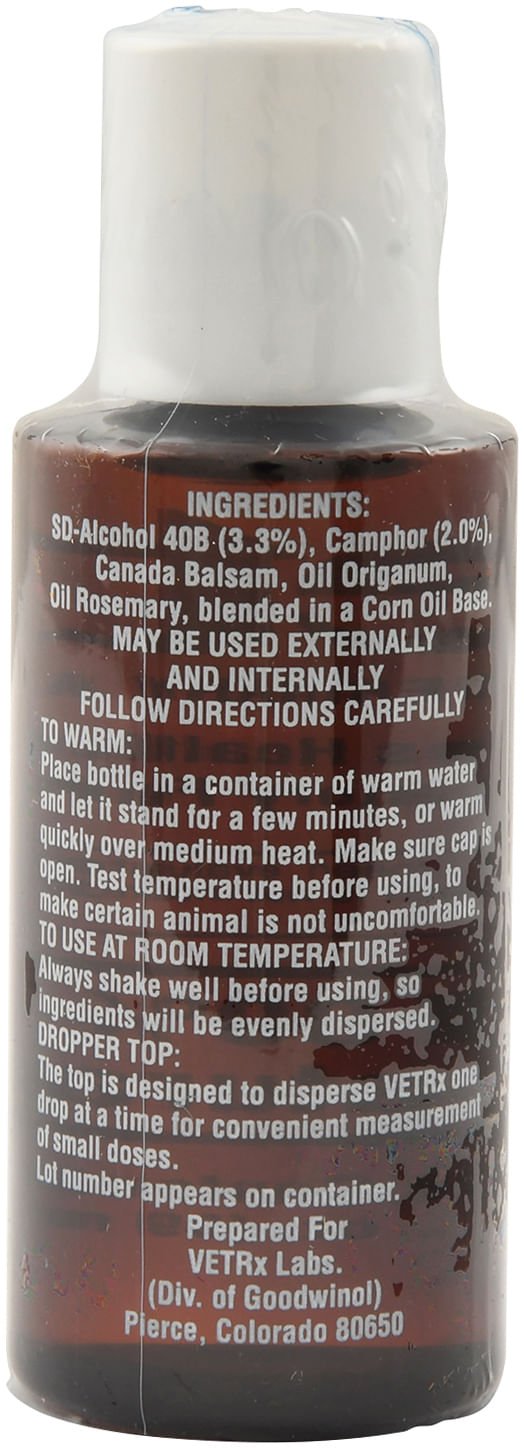 INGREDIENTS:
SD-Alcohol 40B (3.3%), Camphor (2.0%),
Canada Balsam, Oil Origanum,
Oil Rosemary, blended in a Corn Oil Base.
MAY BE USED EXTERNALLY
AND INTERNALLY
FOLLOW DIRECTIONS CAREFULLY
TO WARM:
Place bottle in a container of warm water
and let it stand for a few minutes, or warm
quickly over medium heat. Make sure cap is
open. Test temperature before using, to
make certain animal is not uncomfortable.
TO USE AT ROOM TEMPERATURE:
Always shake well before using, so
ingredients will be evenly dispersed.
DROPPER TOP:
The top is designed to disperse VETRx one
drop at a time for convenient measurement
of small doses.
Lot number appears on container.
Prepared For
VETRx Labs.
(Div. of Goodwinol)
Pierce, Colorado 80650